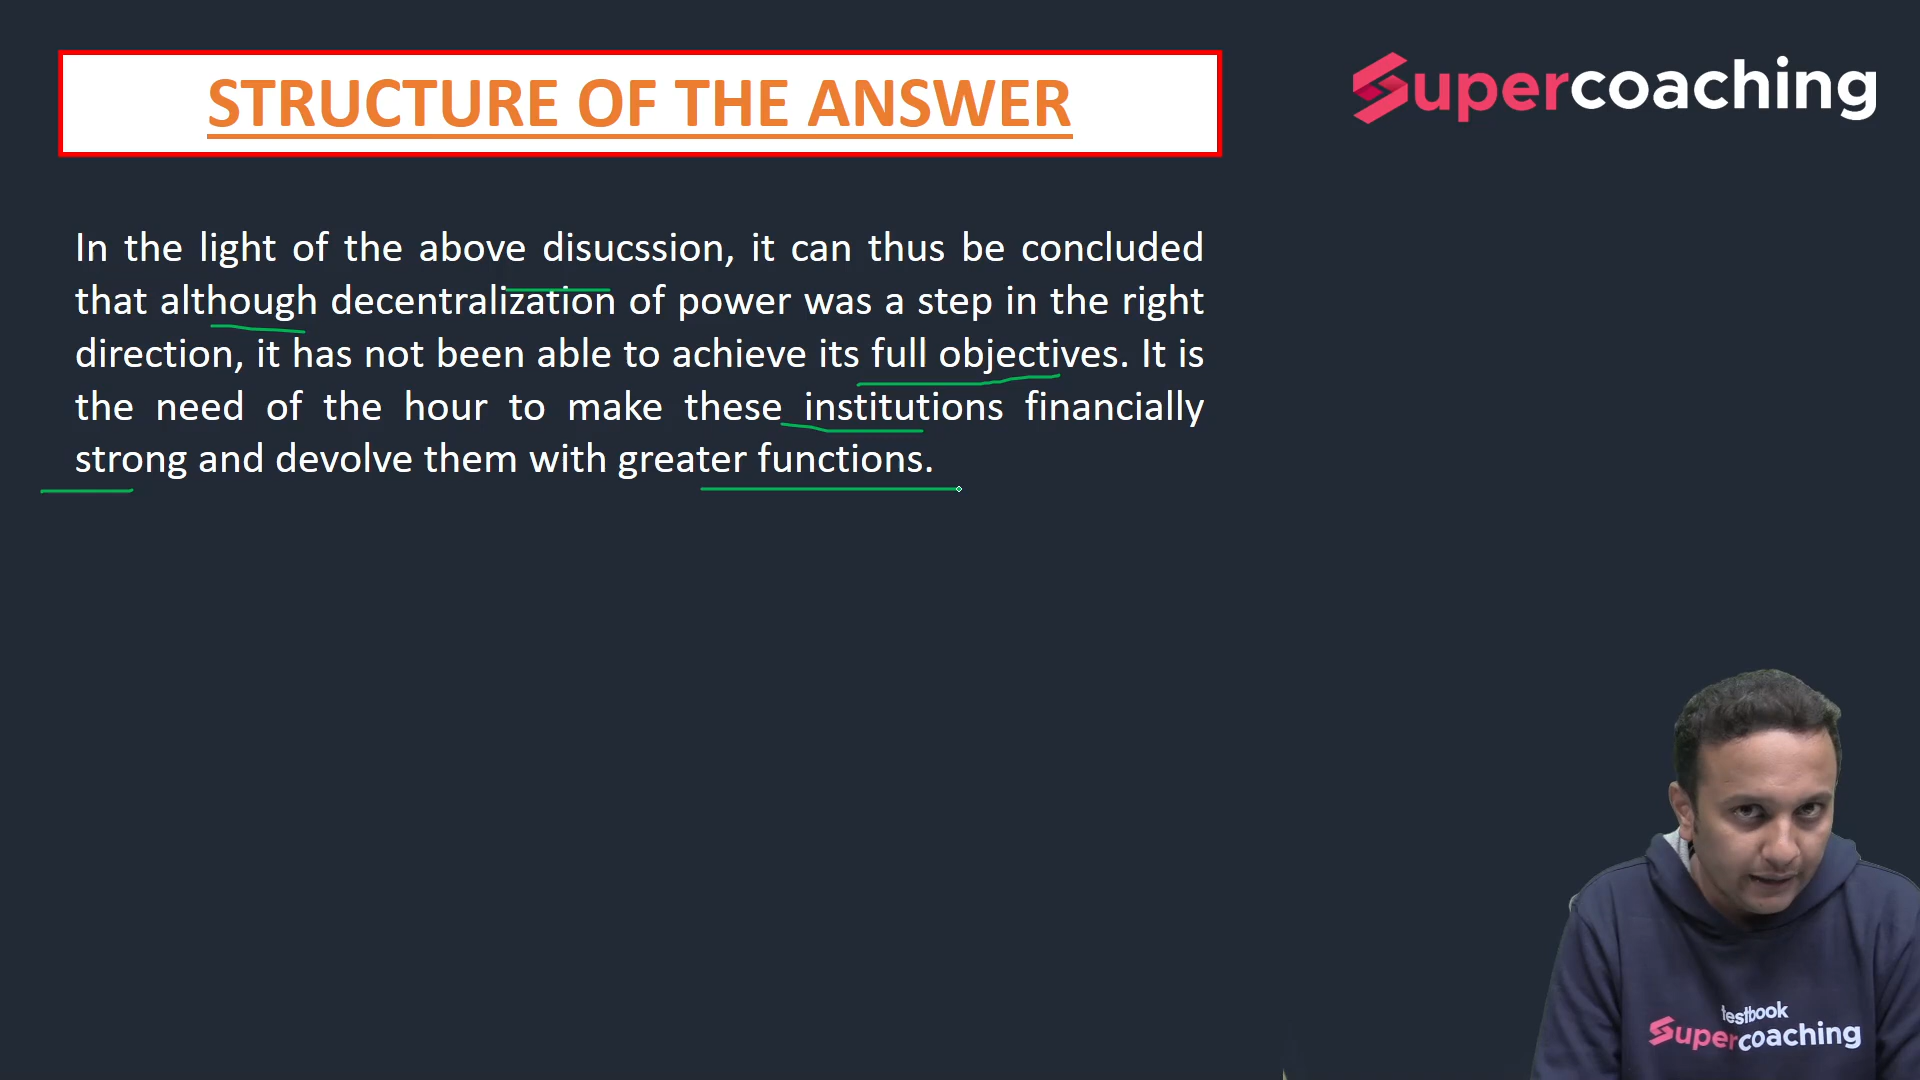 STRUCTURE OF THE ANSWER
Supercoaching
In the light of the above disucssion, it can thus be concluded
that although decentralization of power was a step in the right
direction, it has not been able to achieve its full objectives. It is
the need of the hour to make these institutions financially
strong and devolve them with greater functions.
testbook
Supercoaching